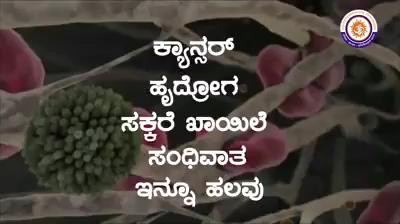 ಕ್ಯಾನ್ಸರ್
ಹೃದ್ರೋಗ
ಸಕ್ಕರೆ ಖಾಯಿಲೆ
ಸಂಧಿವಾತ
ಇನ್ನೂ ಹಲವು